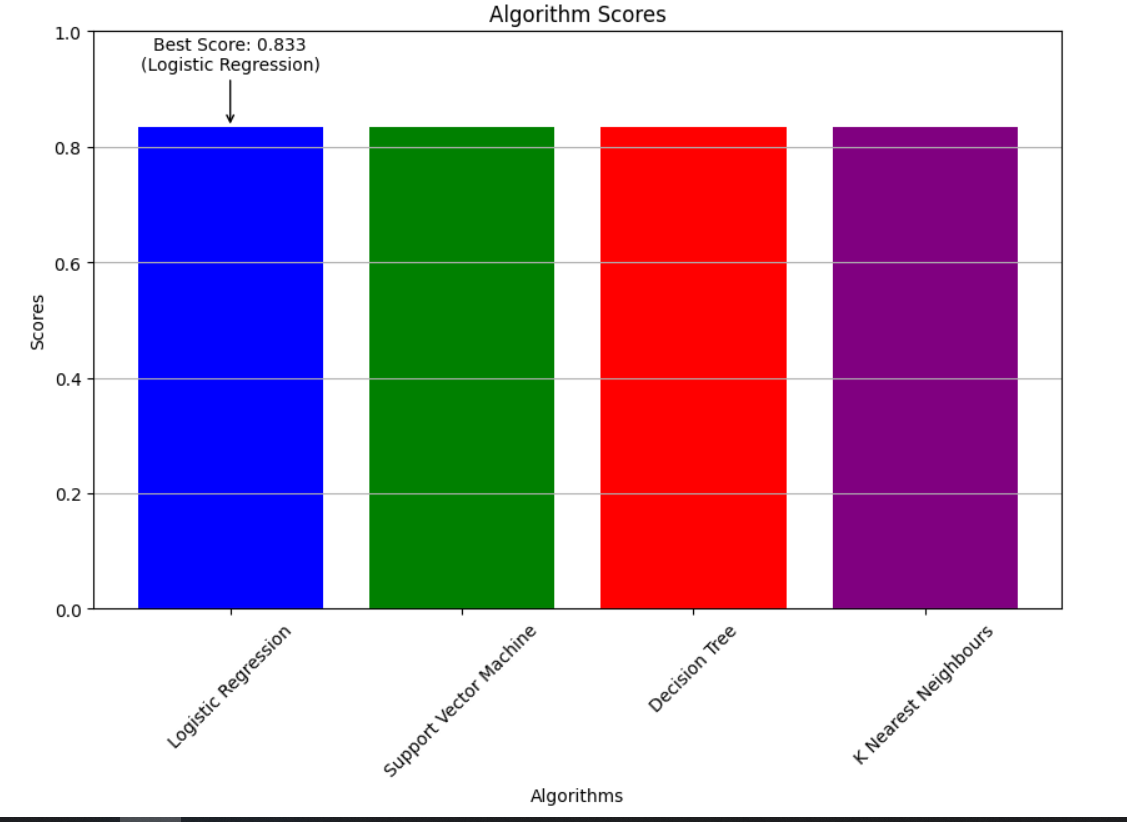 Algorithm Scores
1.0
Best Score: 0.833
(Logistic Regression)
0.8
0.6
Scores
0.4
0.2
0.0
Logistic Regression
Support Vector Machine
Decision Tree
K Nearest Neighbours
Algorithms